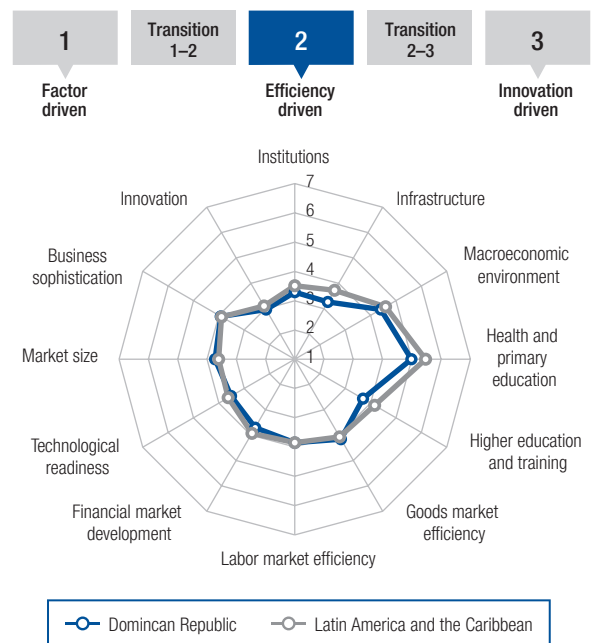 1
Transition
1–2
2
Transition
2–3
3
Factor
driven
Efficiency
driven
Innovation
driven
Institutions
7
6
5
4
3
2
1
Infrastructure
Macroeconomic
environment
Health and
primary
education
Higher education
and training
Goods market
efficiency
Labor market efficiency
Financial market
development
Technological
readiness
Market size
Business
sophistication
Innovation
Domincan Republic
Latin America and the Caribbean